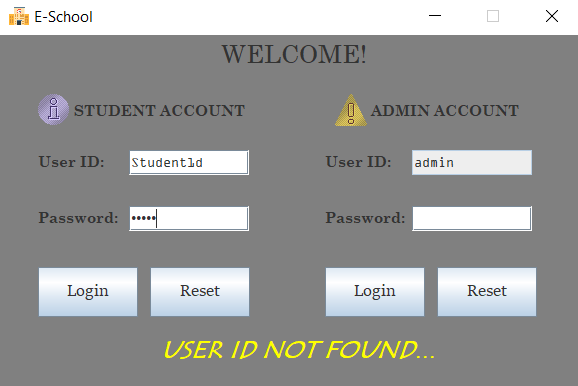 E-School
WELCOME!
STUDENT ACCOUNT
ADMIN ACCOUNT
User ID: Student1d
User ID: admin
Password: •••••
Password:
Login Reset
Login Reset
USER ID NOT FOUND...